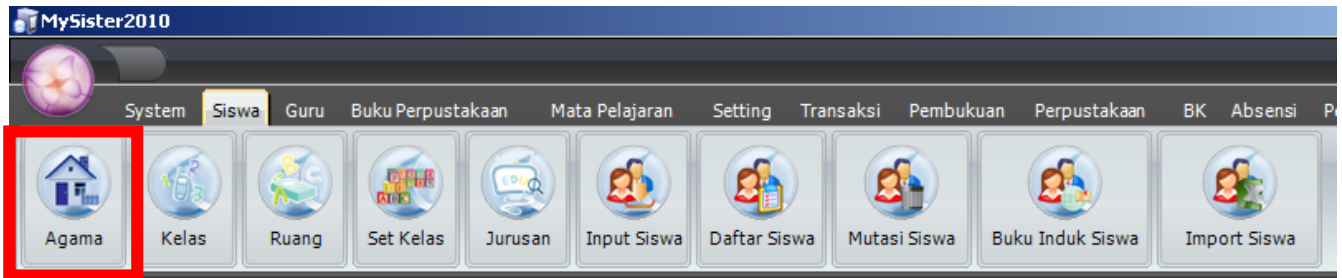 MySister2010
System Siswa Guru Buku Perpustakaan Mata Pelajaran Setting Transaksi Pembukuan Perpustakaan BK Absensi
Agama Kelas Ruang Set Kelas Jurusan Input Siswa Daftar Siswa Mutasi Siswa Buku Induk Siswa Import Siswa